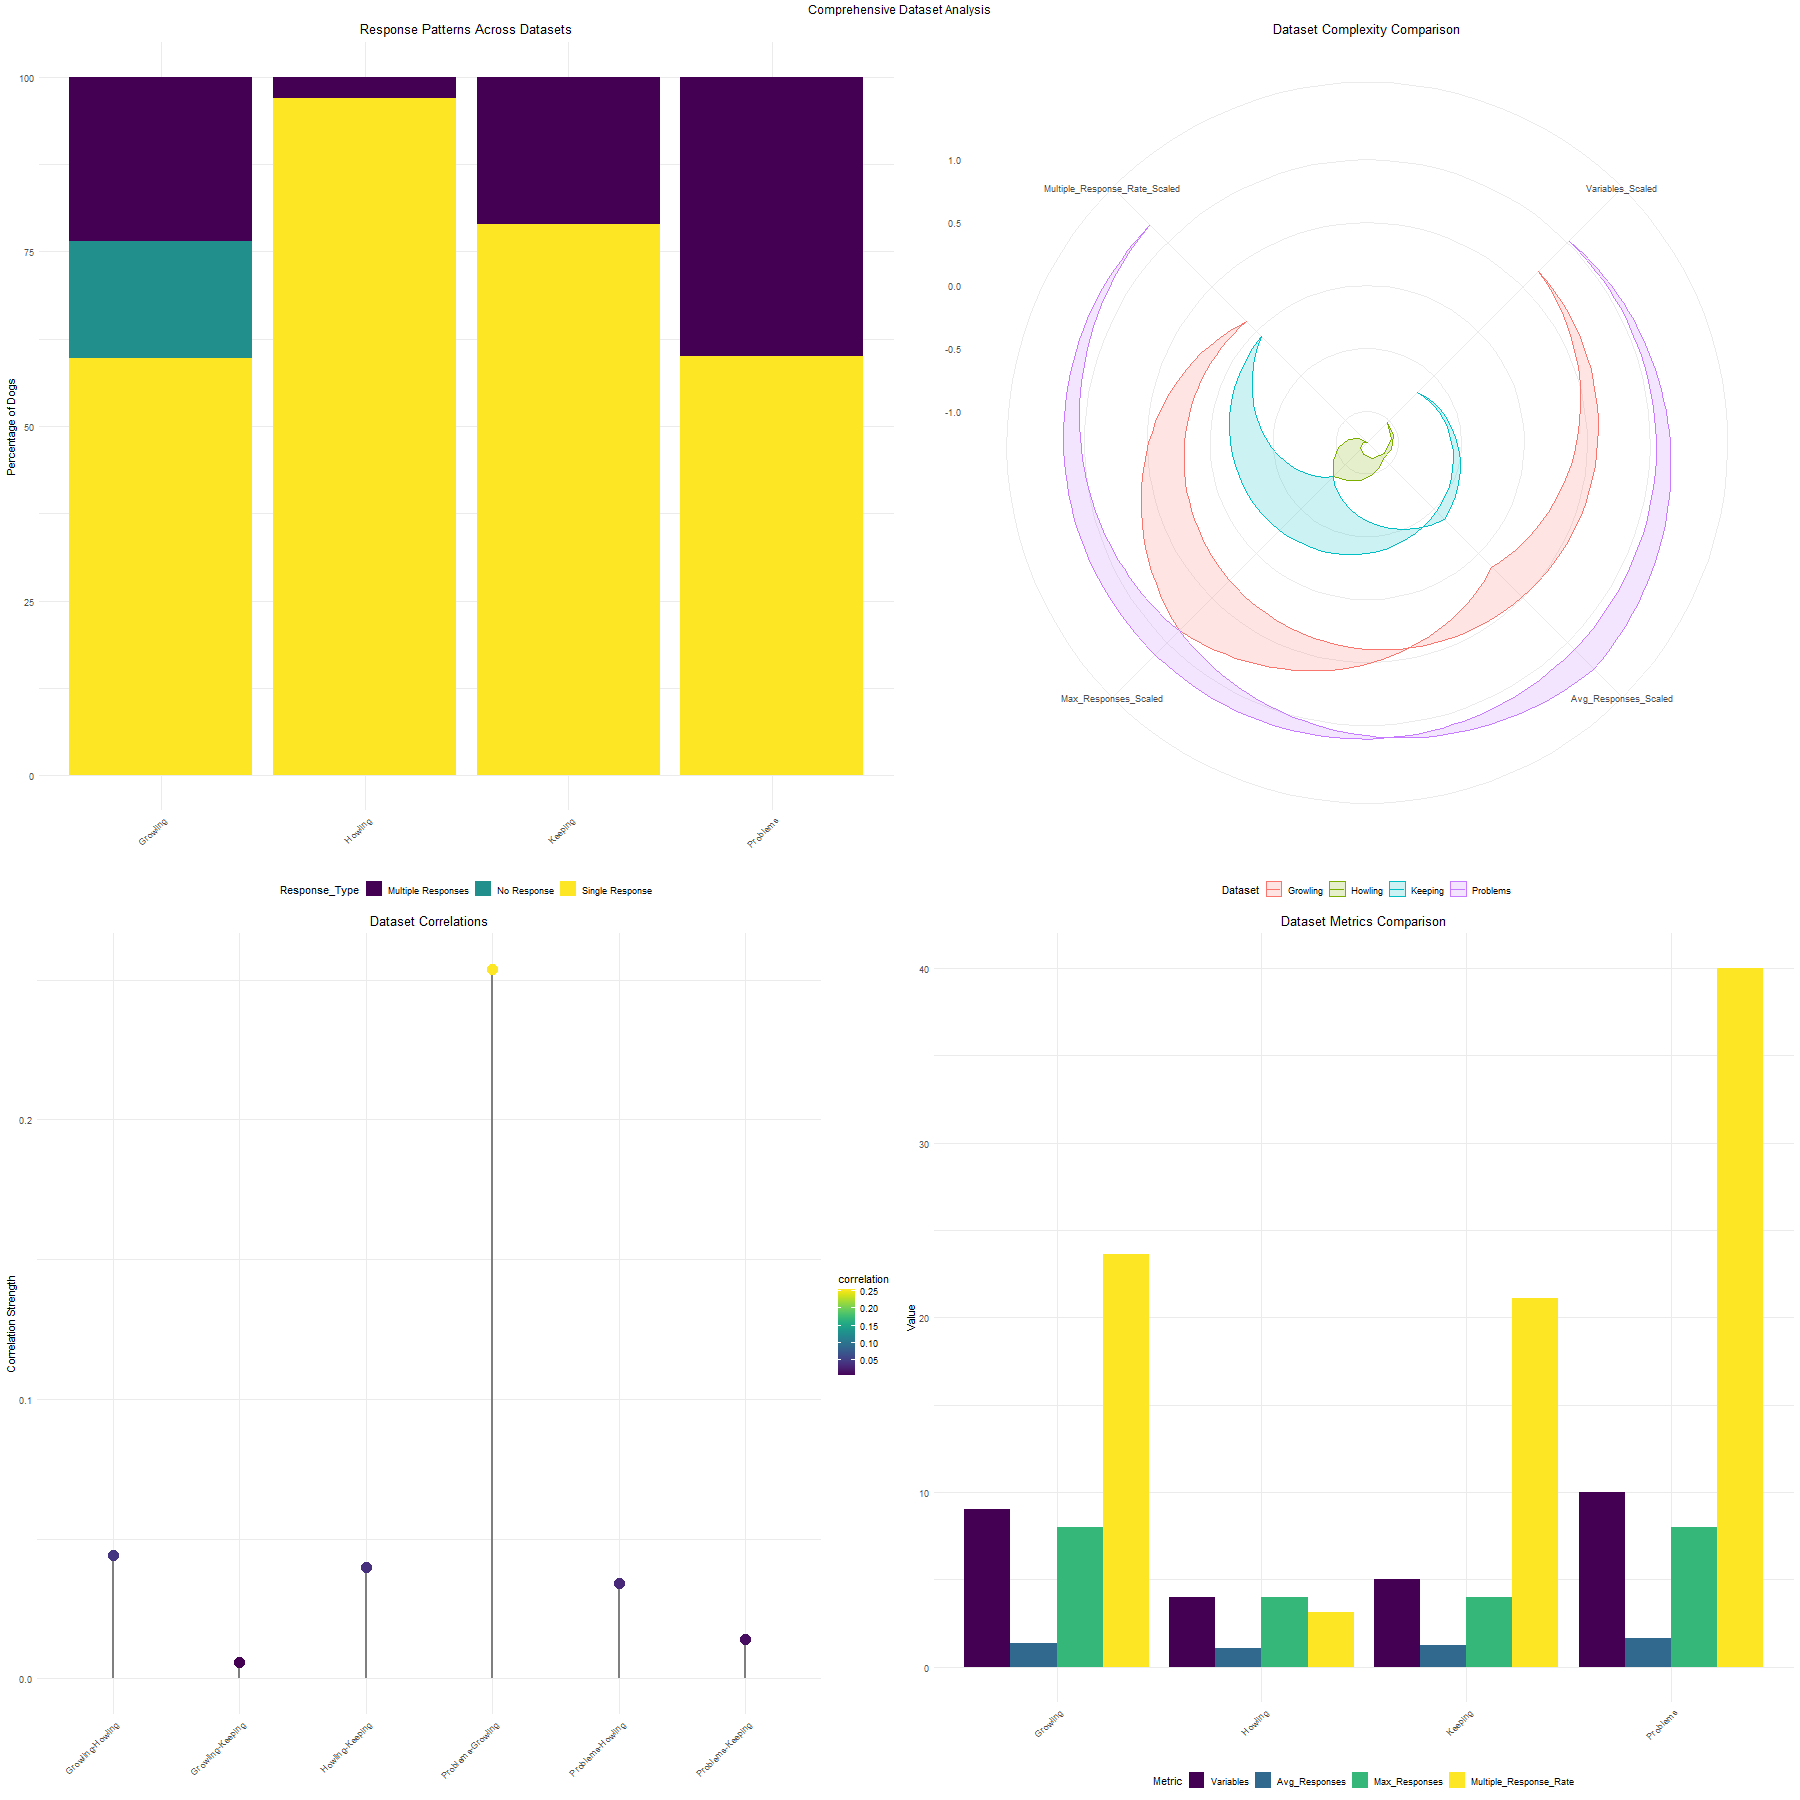 Comprehensive Dataset Analysis
Response Patterns Across Datasets
Percentage of Dogs
100
75
50
25
0
Growling
Howling
Keeping
Problems
Response_Type
Multiple Responses
No Response
Single Response
Dataset Complexity Comparison
1.0
0.5
0.0
-0.5
-1.0
Multiple_Response_Rate_Scaled
Variables_Scaled
Max_Responses_Scaled
Avg_Responses_Scaled
Dataset
Growling
Howling
Keeping
Problems
Dataset Correlations
Correlation Strength
0.2
0.1
0.0
Growling-Howling
Growling-Keeping
Howling-Keeping
Problems-Growling
Problems-Howling
Problems-Keeping
correlation
0.25
0.20
0.15
0.10
0.05
Dataset Metrics Comparison
Value
40
30
20
10
0
Growling
Howling
Keeping
Problems
Metric
Variables
Avg_Responses
Max_Responses
Multiple_Response_Rate